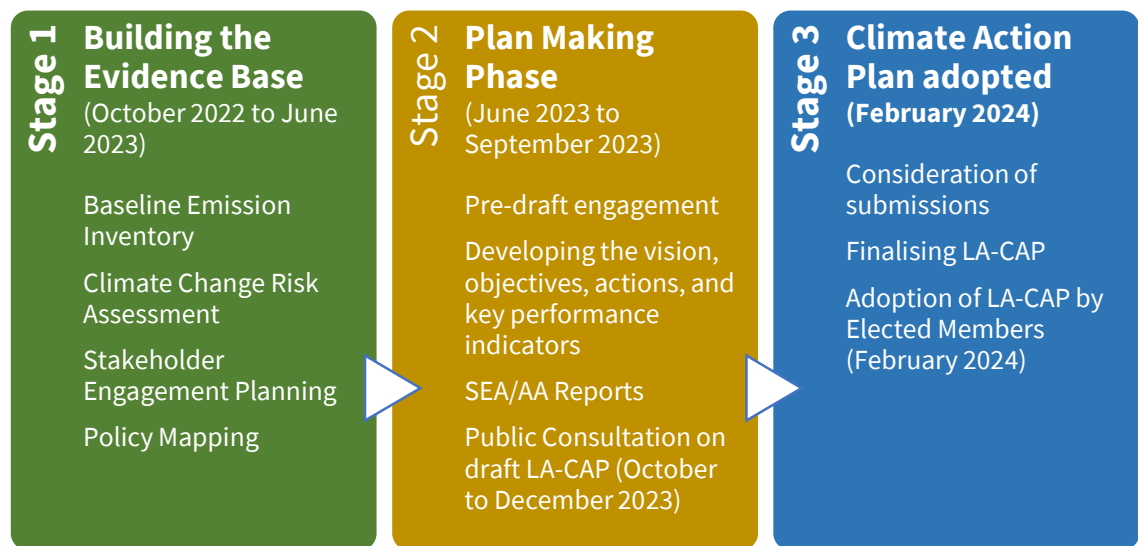 Stage 1
Building the
Evidence Base
(October 2022 to June
2023)
Baseline Emission
Inventory
Climate Change Risk
Assessment
Stakeholder
Engagement Planning
Policy Mapping
Stage 2
Plan Making
Phase
(June 2023 to
September 2023)
Pre-draft engagement
Developing the vision,
objectives, actions, and
key performance
indicators
SEA/AA Reports
Public Consultation on
draft LA-CAP (October
to December 2023)
Stage 3
Climate Action
Plan adopted
(February 2024)
Consideration of
submissions
Finalising LA-CAP
Adoption of LA-CAP by
Elected Members
(February 2024)